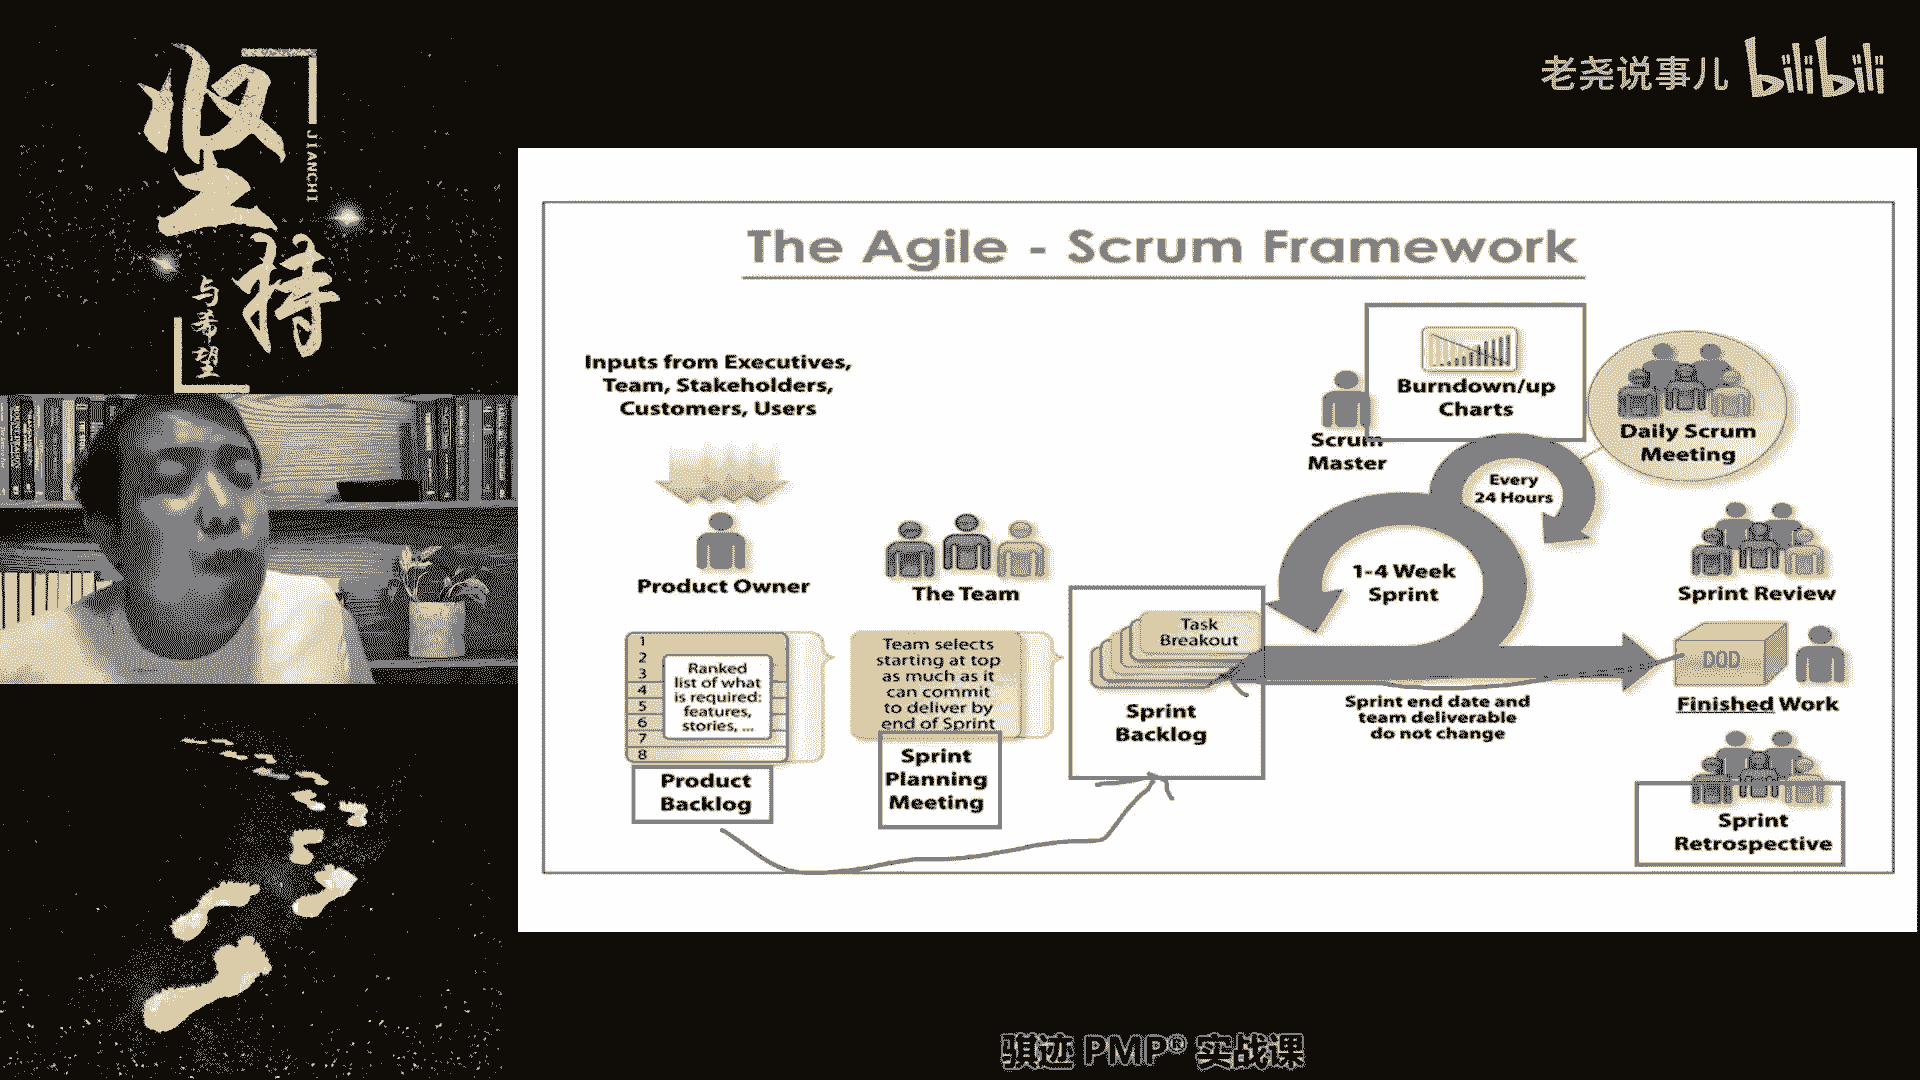 坚持
JIANCHI
与希望
老尧说事儿 bilibili
The Agile - Scrum Framework
Inputs from Executives,
Team, Stakeholders,
Customers, Users
Product Owner
The Team
1
2
3
4
5
6
7
8
Ranked
list of what
is required:
features,
stories, ...
Product
Backlog
Team selects
starting at top
as much as it
can commit
to deliver by
end of Sprint
Sprint
Planning
Meeting
Task
Breakout
Sprint
Backlog
Scrum
Master
Burndown/up
Charts
Every
24 Hours
Daily Scrum
Meeting
1-4 Week
Sprint
Sprint end date and
team deliverable
do not change
Sprint Review
DOD
Finished Work
Sprint
Retrospective
骐迹 PMP® 实战课